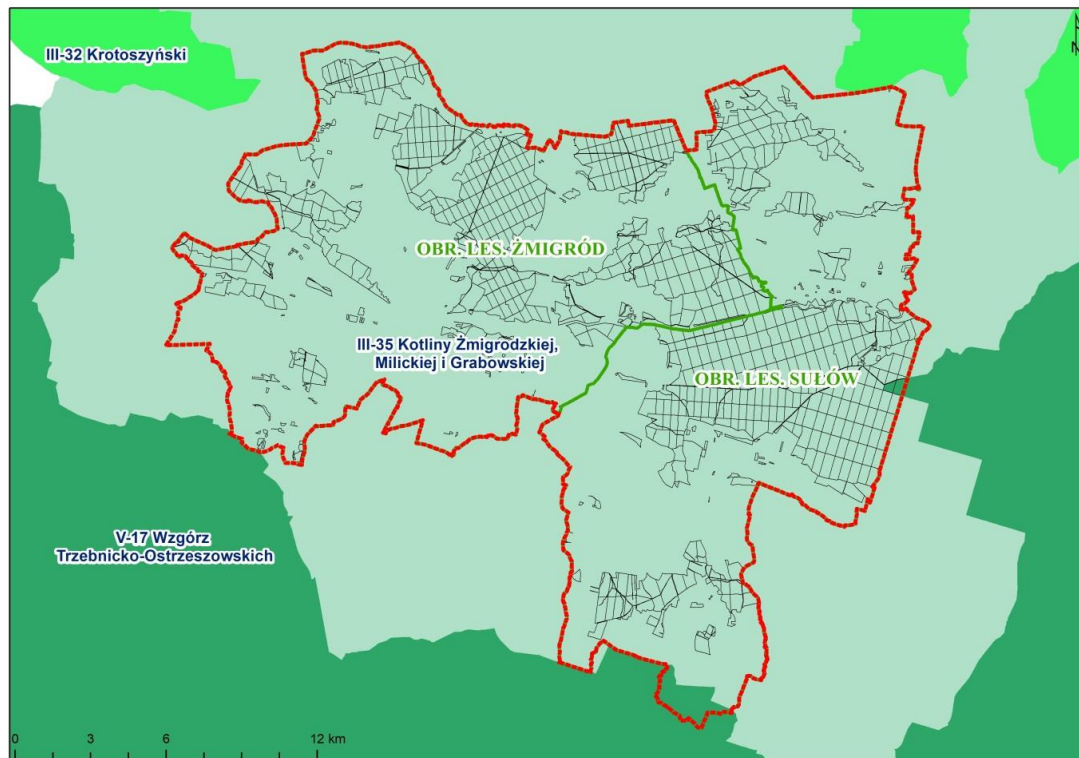 III-32 Krotoszyński
N
OBR. LES. ŻMIGRÓD
III-35 Kotliny Żmigrodzkiej,
Milickiej i Grabowskiej
OBR. LES. SUŁÓW
V-17 Wzgórz
Trzebnicko-Ostrzeszowskich
0 3 6 12 km